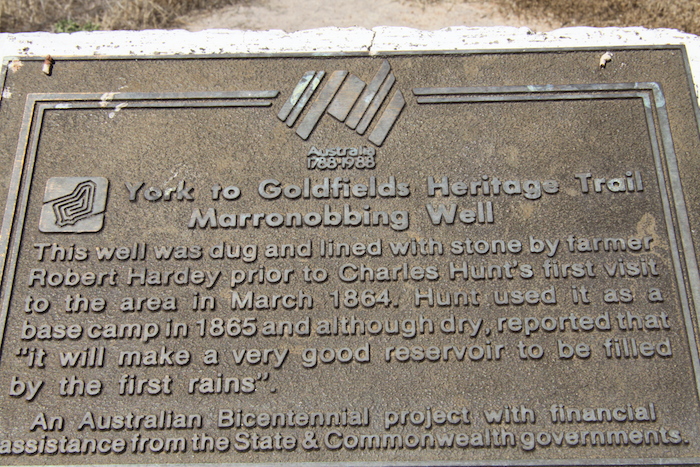 Australia
1788-1988
York to Goldfields Heritage Trail
Marronobbing Well
This well was dug and lined with stone by farmer
Robert Hardey prior to Charles Hunt's first visit
to the area in March 1864. Hunt used it as a
base camp in 1865 and although dry, reported that
"it will make a very good reservoir to be filled
by the first rains".
An Australian Bicentennial project with financial
assistance from the State & Commonwealth governments.